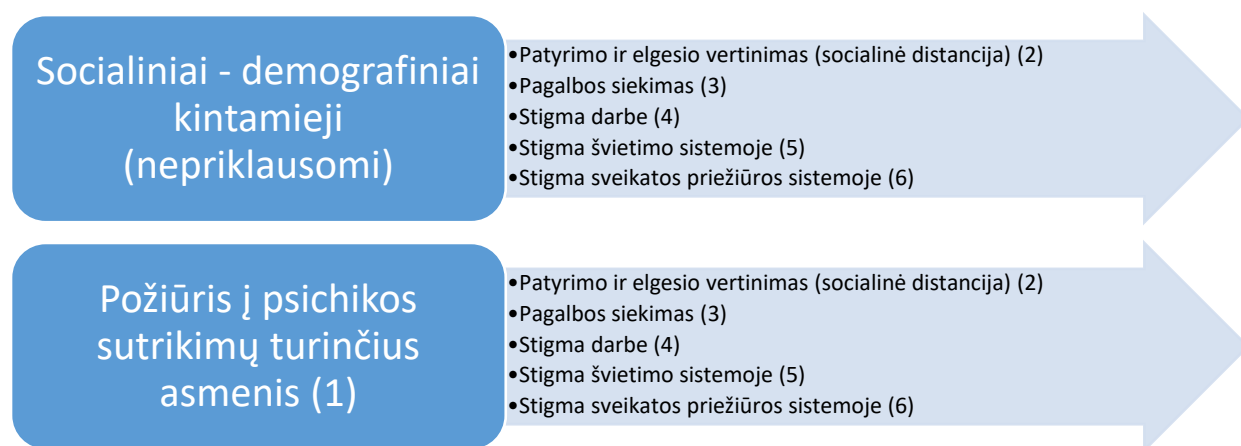 Socialiniai - demografiniai
kintamieji
(nepriklausomi)
•Patyrimo ir elgesio vertinimas (socialinė distancija) (2)
•Pagalbos siekimas (3)
•Stigma darbe (4)
•Stigma švietimo sistemoje (5)
•Stigma sveikatos priežiūros sistemoje (6)
Požiūris į psichikos
sutrikimų turinčius
asmenis (1)
•Patyrimo ir elgesio vertinimas (socialinė distancija) (2)
•Pagalbos siekimas (3)
•Stigma darbe (4)
•Stigma švietimo sistemoje (5)
•Stigma sveikatos priežiūros sistemoje (6)